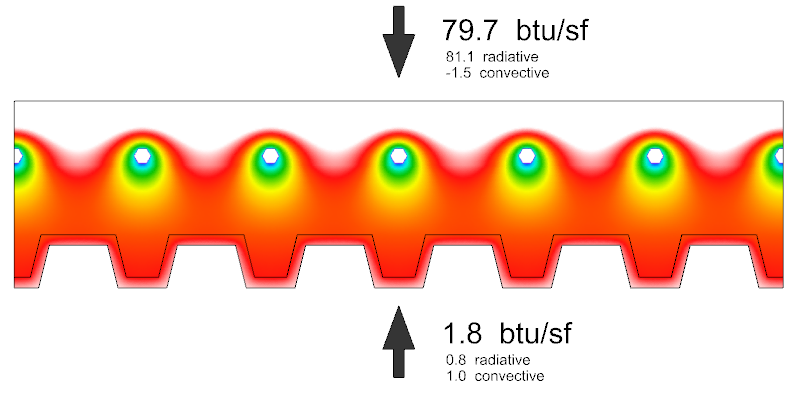 79.7 btu/sf
81.1 radiative
-1.5 convective
1.8 btu/sf
0.8 radiative
1.0 convective